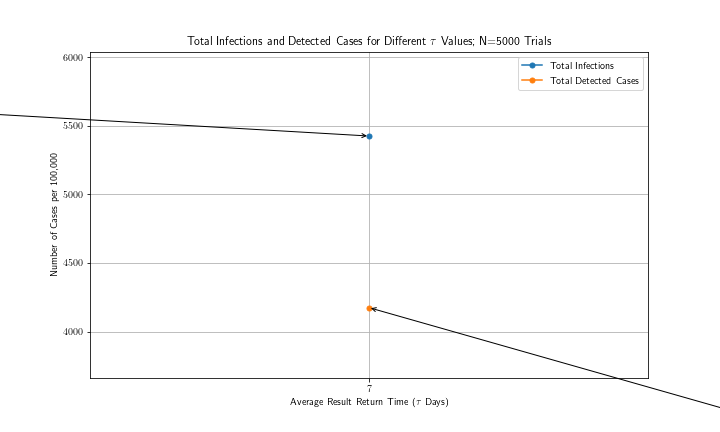 Total Infections and Detected Cases for Different τ Values; N=5000 Trials
Total Infections
Total Detected Cases
6000
5500
5000
4500
4000
Number of Cases per 100,000
7
Average Result Return Time (τ Days)